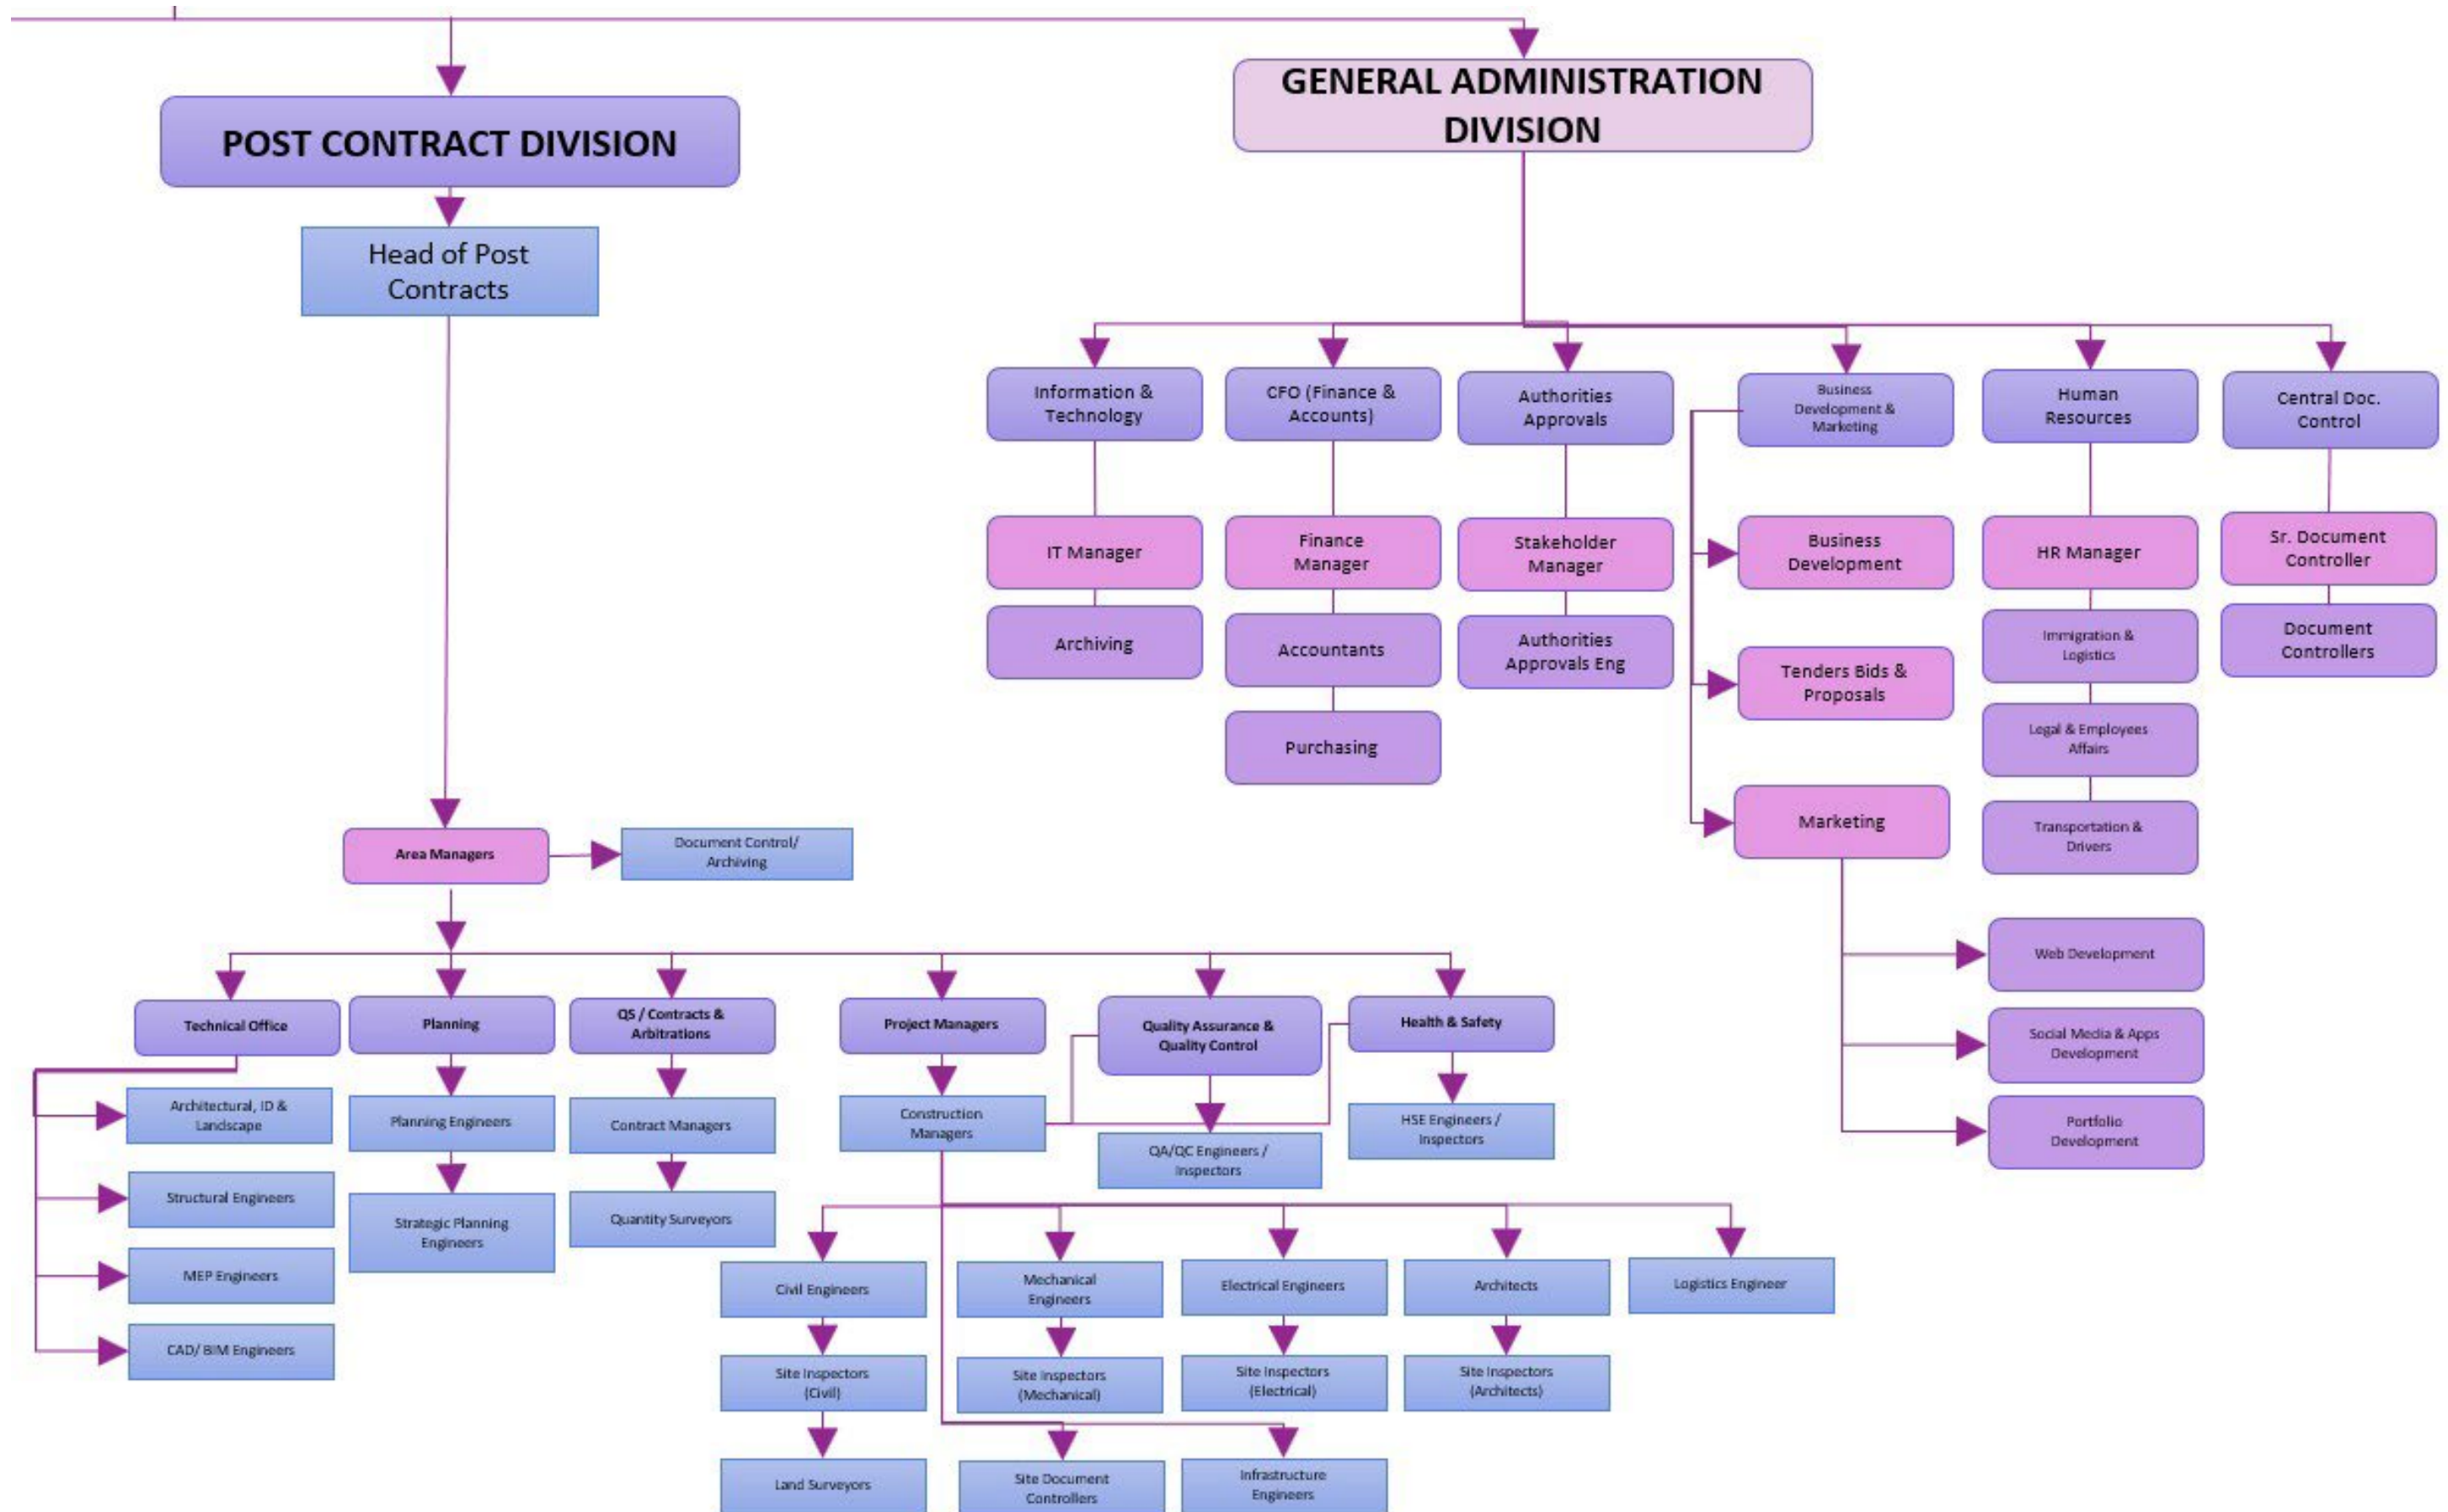 POST CONTRACT DIVISION
Head of Post
Contracts
GENERAL ADMINISTRATION
DIVISION
Information &
Technology
CFO (Finance &
Accounts)
Authorities
Approvals
Business
Development &
Marketing
Human
Resources
Central Doc.
Control
IT Manager
Finance
Manager
Stakeholder
Manager
Business
Development
HR Manager
Sr. Document
Controller
Archiving
Accountants
Authorities
Approvals Eng
Tenders Bids &
Proposals
Immigration &
Logistics
Document
Controllers
Purchasing
Legal & Employees
Affairs
Marketing
Transportation &
Drivers
Web Development
Social Media & Apps
Development
Portfolio
Development
Area Managers
Document Control/
Archiving
Technical Office
Planning
QS / Contracts &
Arbitrations
Project Managers
Quality Assurance &
Quality Control
Health & Safety
Architectural, ID &
Landscape
Planning Engineers
Contract Managers
Construction
Managers
QA/QC Engineers /
Inspectors
HSE Engineers /
Inspectors
Structural Engineers
Strategic Planning
Engineers
Quantity Surveyors
MEP Engineers
CAD/ BIM Engineers
Civil Engineers
Mechanical
Engineers
Electrical Engineers
Architects
Logistics Engineer
Site Inspectors
(Civil)
Site Inspectors
(Mechanical)
Site Inspectors
(Electrical)
Site Inspectors
(Architects)
Land Surveyors
Site Document
Controllers
Infrastructure
Engineers